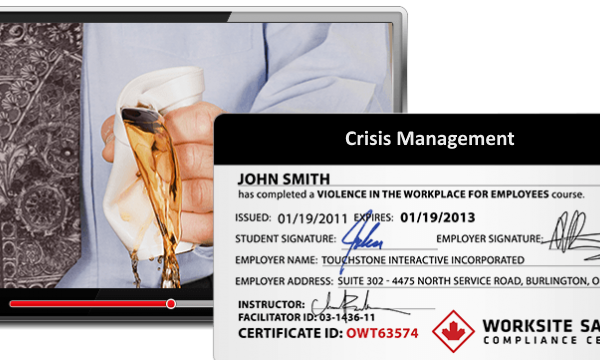 Crisis Management
JOHN SMITH
has completed a VIOLENCE IN THE WORKPLACE FOR EMPLOYEES course.
ISSUED: 01/19/2011 EXPIRES: 01/19/2013
STUDENT SIGNATURE: John EMPLOYER SIGNATURE:
EMPLOYER NAME: TOUCHSTONE INTERACTIVE INCORPORATED
EMPLOYER ADDRESS: SUITE 302 - 4475 NORTH SERVICE ROAD, BURLINGTON, O
INSTRUCTOR:
FACILITATOR ID: 03-1436-11
CERTIFICATE ID: OWT63574
WORKSITE SA
COMPLIANCE CE